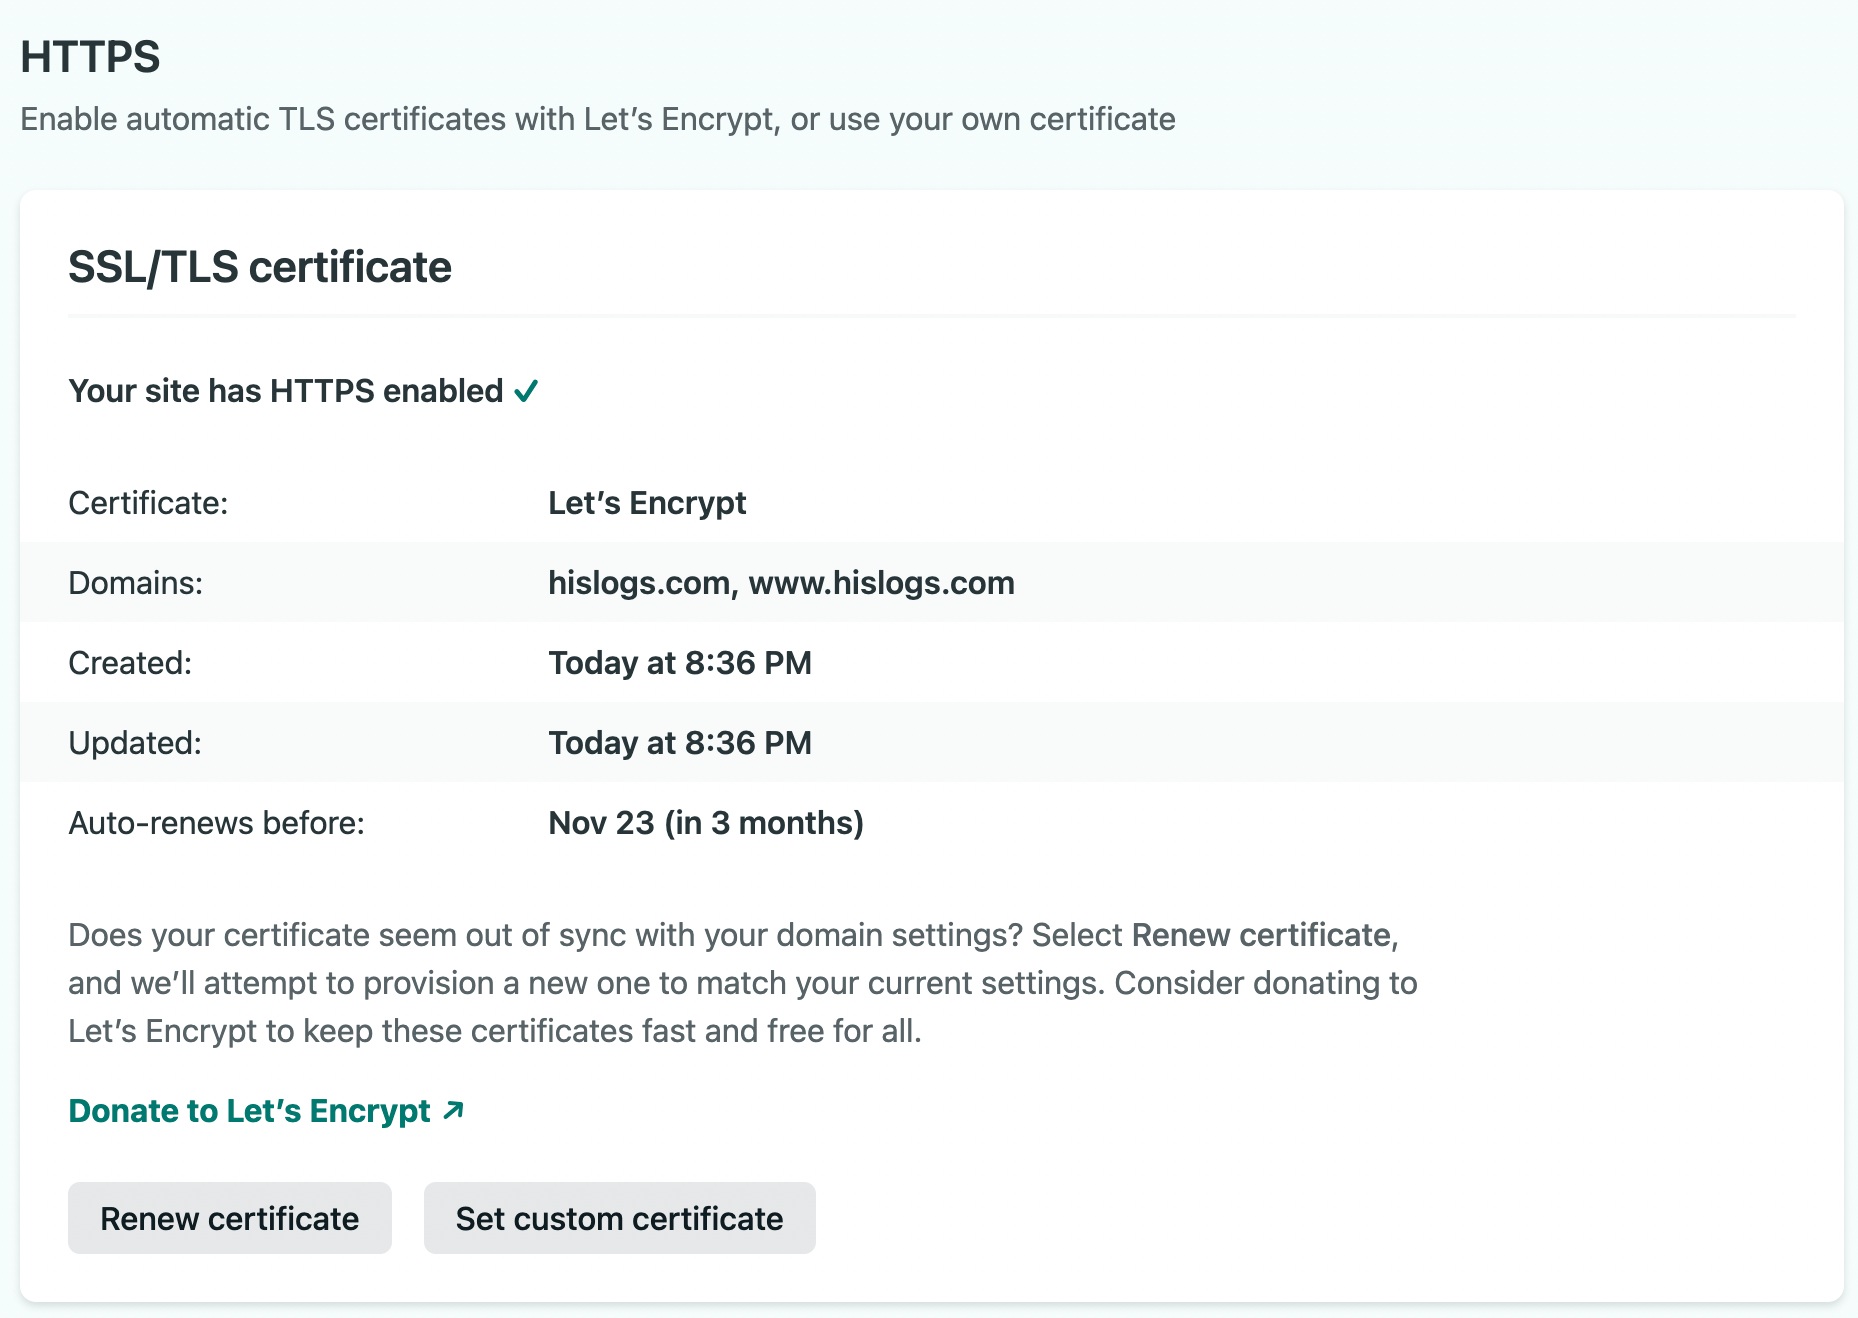 HTTPS
Enable automatic TLS certificates with Let’s Encrypt, or use your own certificate
SSL/TLS certificate
Your site has HTTPS enabled ✓
Certificate: Let’s Encrypt
Domains: hislogs.com, www.hislogs.com
Created: Today at 8:36 PM
Updated: Today at 8:36 PM
Auto-renews before: Nov 23 (in 3 months)
Does your certificate seem out of sync with your domain settings? Select Renew certificate,
and we’ll attempt to provision a new one to match your current settings. Consider donating to
Let’s Encrypt to keep these certificates fast and free for all.
Donate to Let’s Encrypt ↗
Renew certificate Set custom certificate